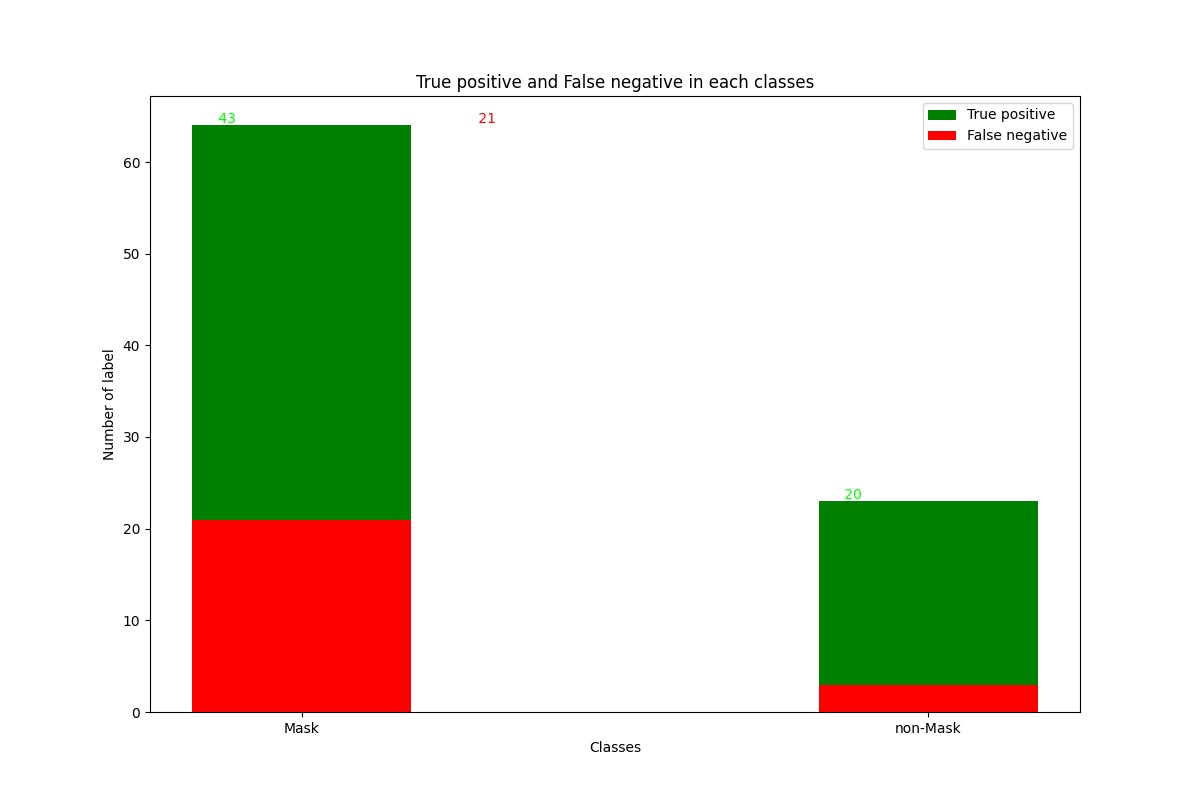 True positive and False negative in each classes
43
21
True positive
False negative
60
50
40
30
20
10
0
Number of label
20
Mask
non-Mask
Classes